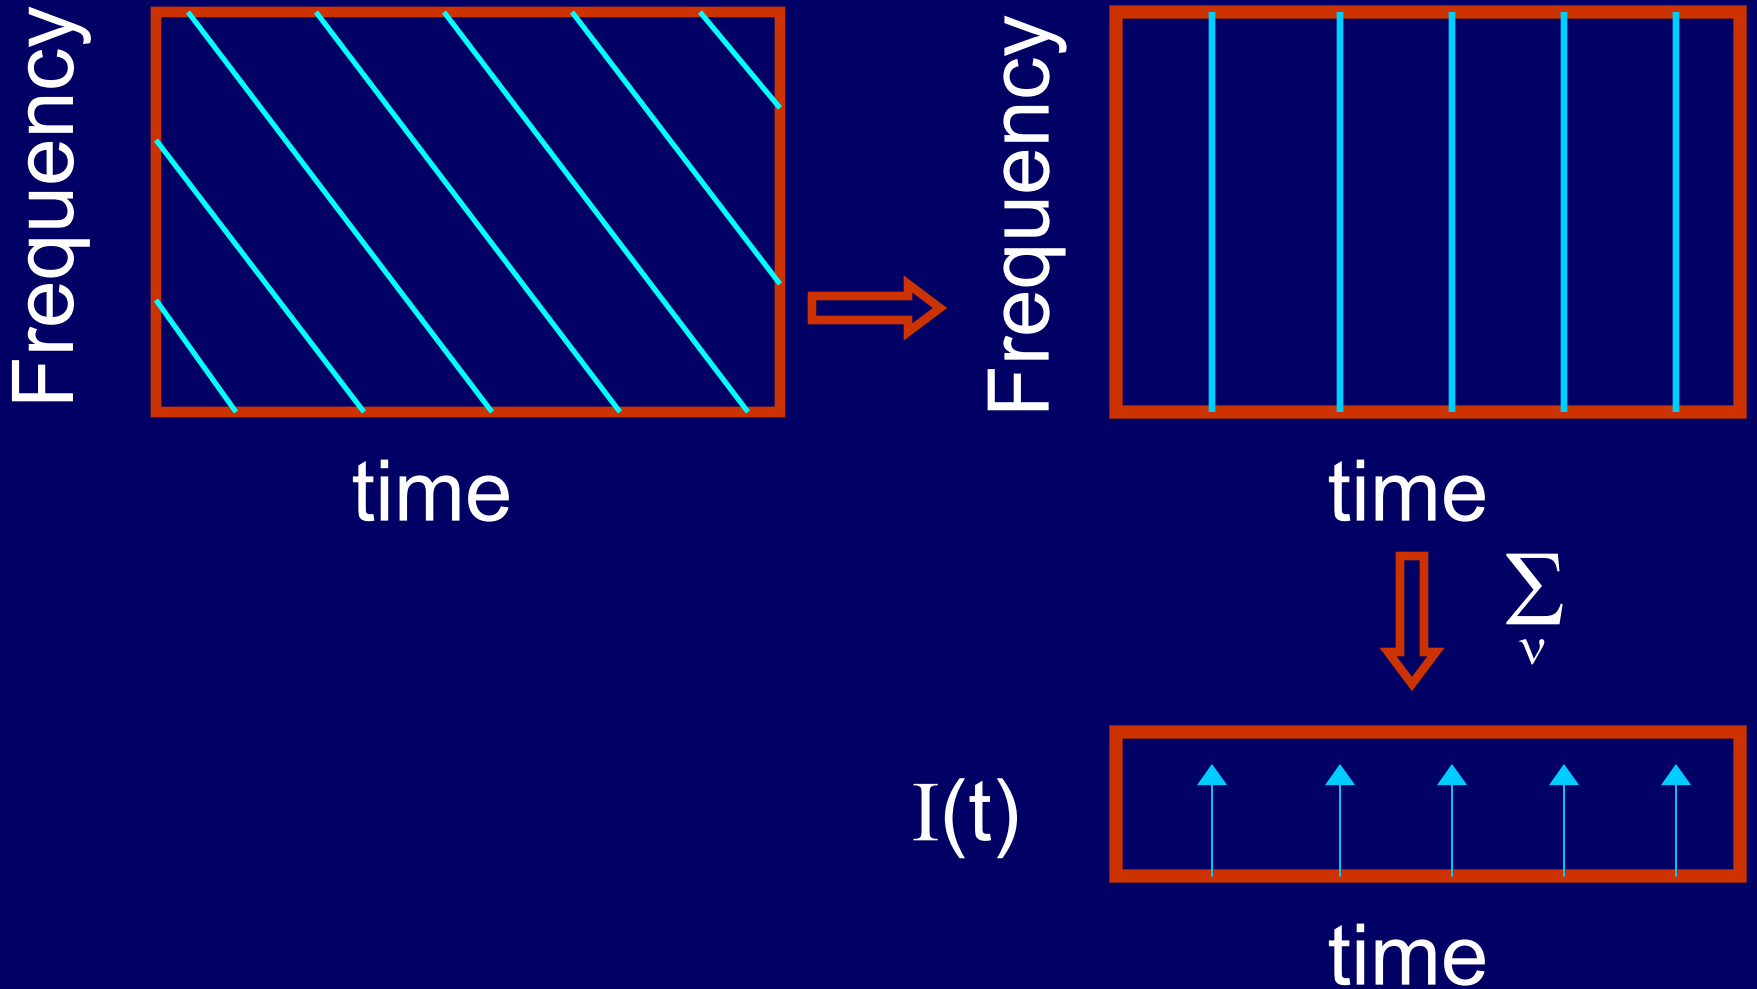 Frequency
time
Frequency
time
Σ
ν
I(t)
time